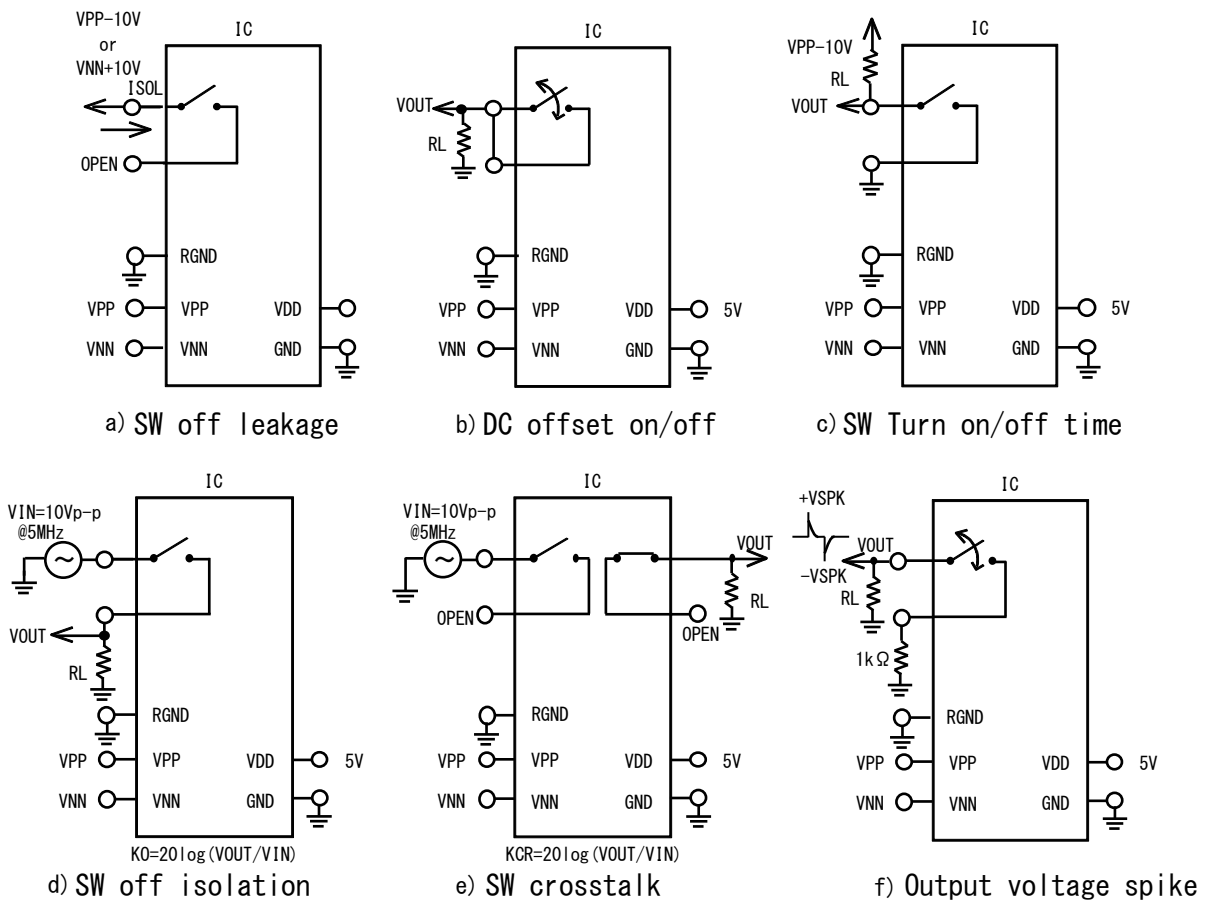 VPP-10V
or
VNN+10V
ISOL
IC
OPEN
RGND
VPP VPP VDD
VNN VNN GND
a) SW off leakage
IC
VOUT
RL
RGND
VPP VPP VDD 5V
VNN VNN GND
b) DC offset on/off
IC
VPP-10V
RL
VOUT
RGND
VPP VPP VDD 5V
VNN VNN GND
c) SW Turn on/off time
IC
VIN=10Vp-p
@5MHz
VOUT
RL
RGND
VPP VPP VDD 5V
VNN VNN GND
KO=20log(VOUT/VIN)
d) SW off isolation
IC
VIN=10Vp-p
@5MHz
VOUT
RL
OPEN
OPEN
RGND
VPP VPP VDD 5V
VNN VNN GND
KCR=20log(VOUT/VIN)
e) SW crosstalk
IC
+VSPK
VOUT
-VSPK
RL
1kΩ
RGND
VPP VPP VDD 5V
VNN VNN GND
f) Output voltage spike